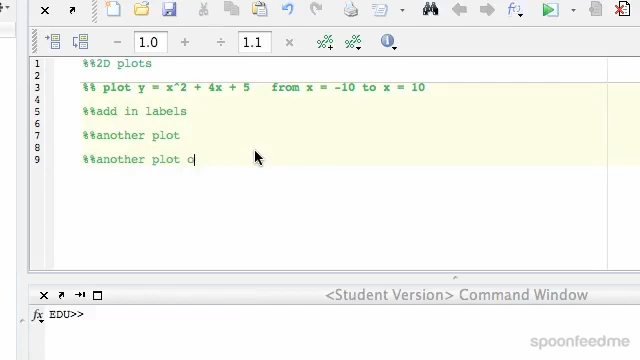 1.0
1.1
1 %%2D plots
2
3 %% plot y = x^2 + 4x + 5 from x = -10 to x = 10
4
5 %%add in labels
6
7 %%another plot
8
9 %%another plot o
<Student Version> Command Window
fx EDU>>
spoonfeedme